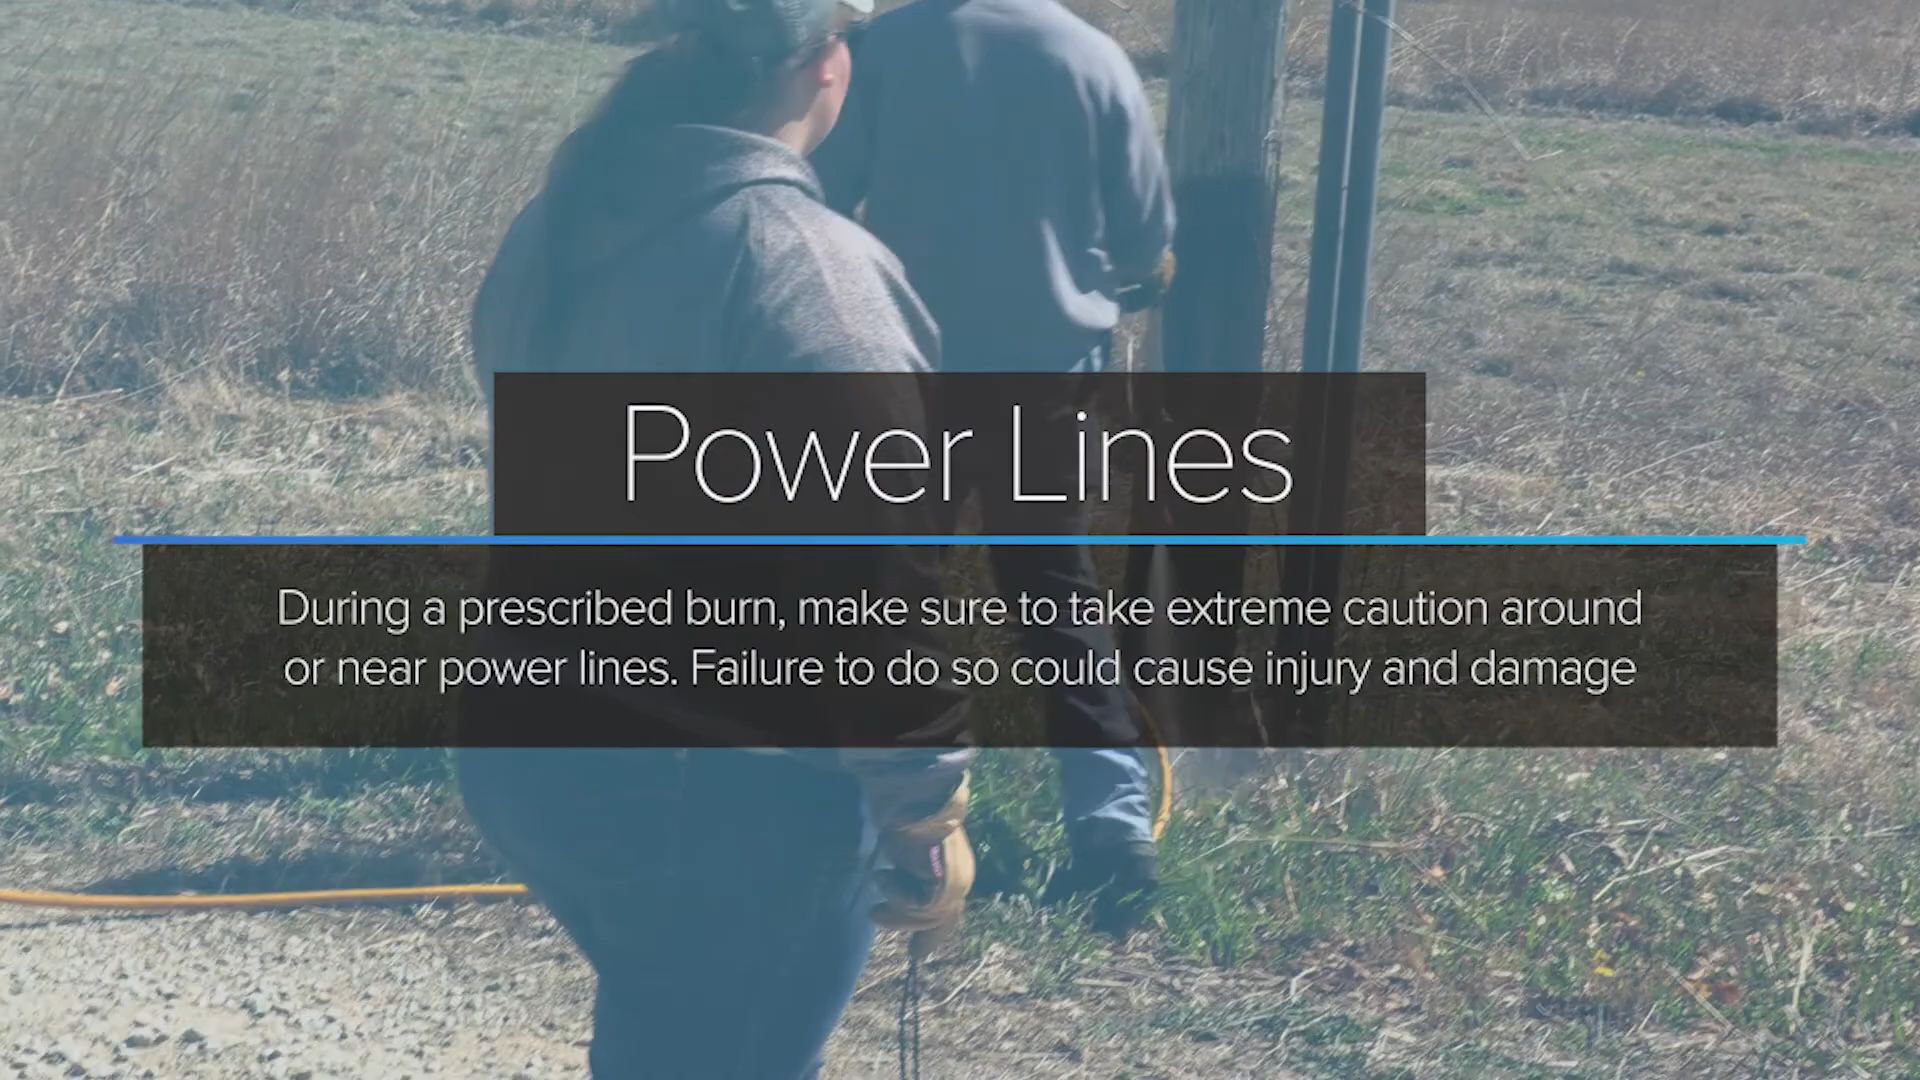 Power Lines
During a prescribed burn, make sure to take extreme caution around
or near power lines. Failure to do so could cause injury and damage